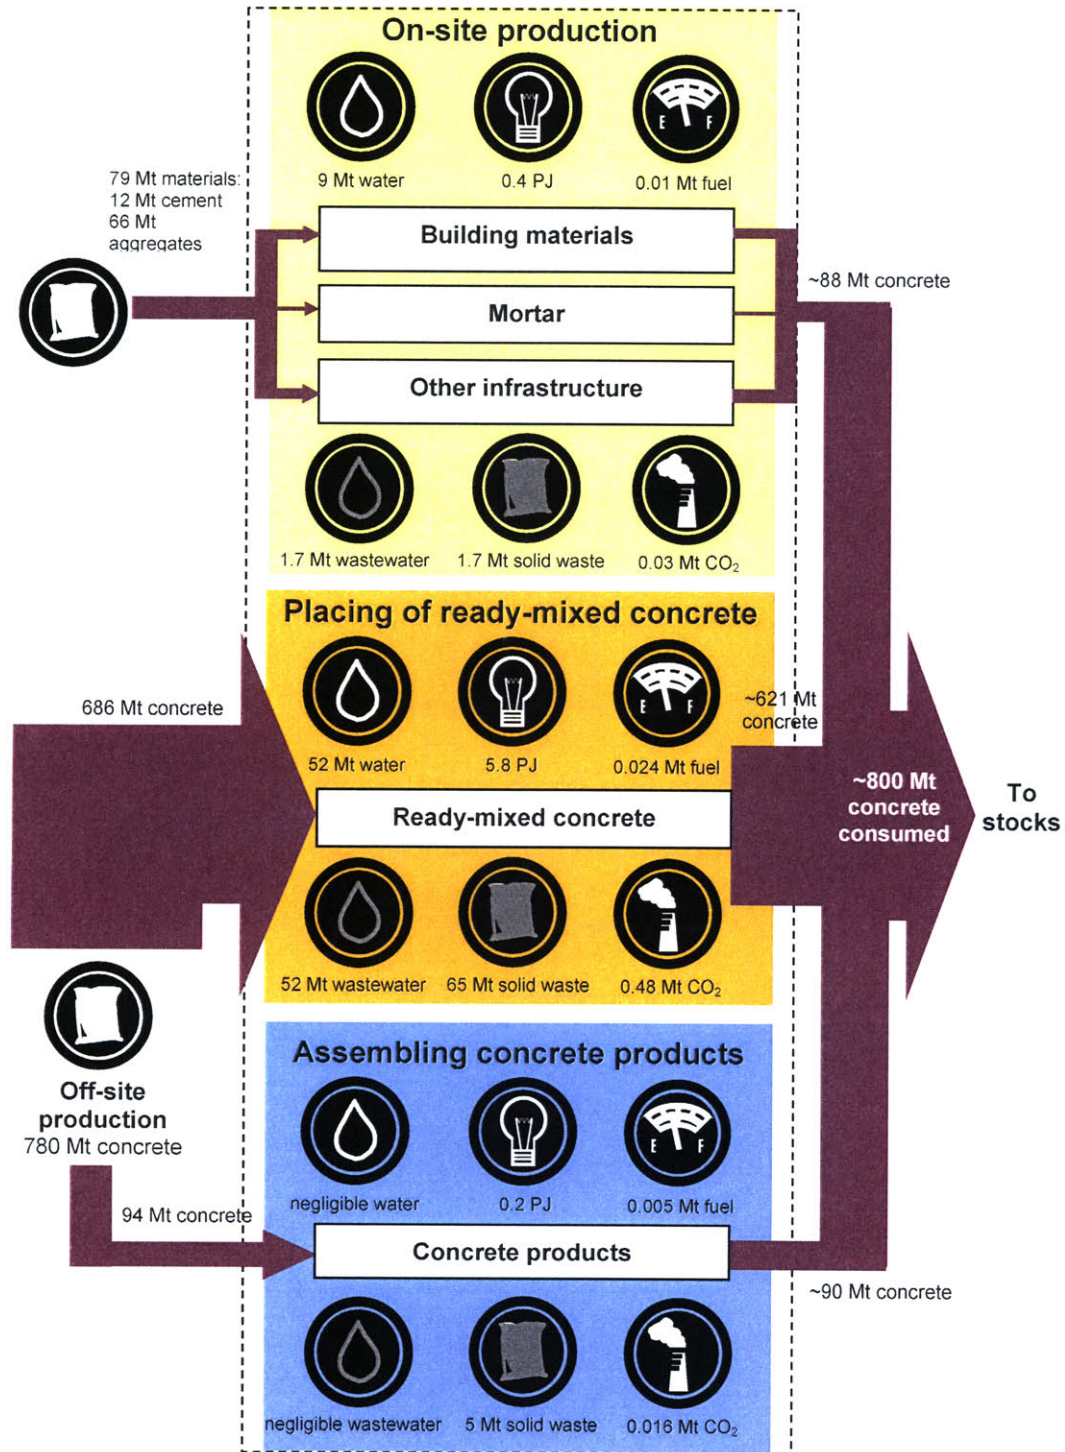 On-site production
9 Mt water
0.4 PJ
0.01 Mt fuel
E F
79 Mt materials:
12 Mt cement
66 Mt
aggregates
Building materials
Mortar
Other infrastructure
~88 Mt concrete
1.7 Mt wastewater
1.7 Mt solid waste
0.03 Mt CO₂
Placing of ready-mixed concrete
E F
686 Mt concrete
52 Mt water
5.8 PJ
0.024 Mt fuel
~621 Mt
concrete
Ready-mixed concrete
~800 Mt
concrete
consumed
To
stocks
52 Mt wastewater
65 Mt solid waste
0.48 Mt CO₂
Off-site
production
780 Mt concrete
Assembling concrete products
E F
negligible water
0.2 PJ
0.005 Mt fuel
94 Mt concrete
Concrete products
~90 Mt concrete
negligible wastewater
5 Mt solid waste
0.016 Mt CO₂